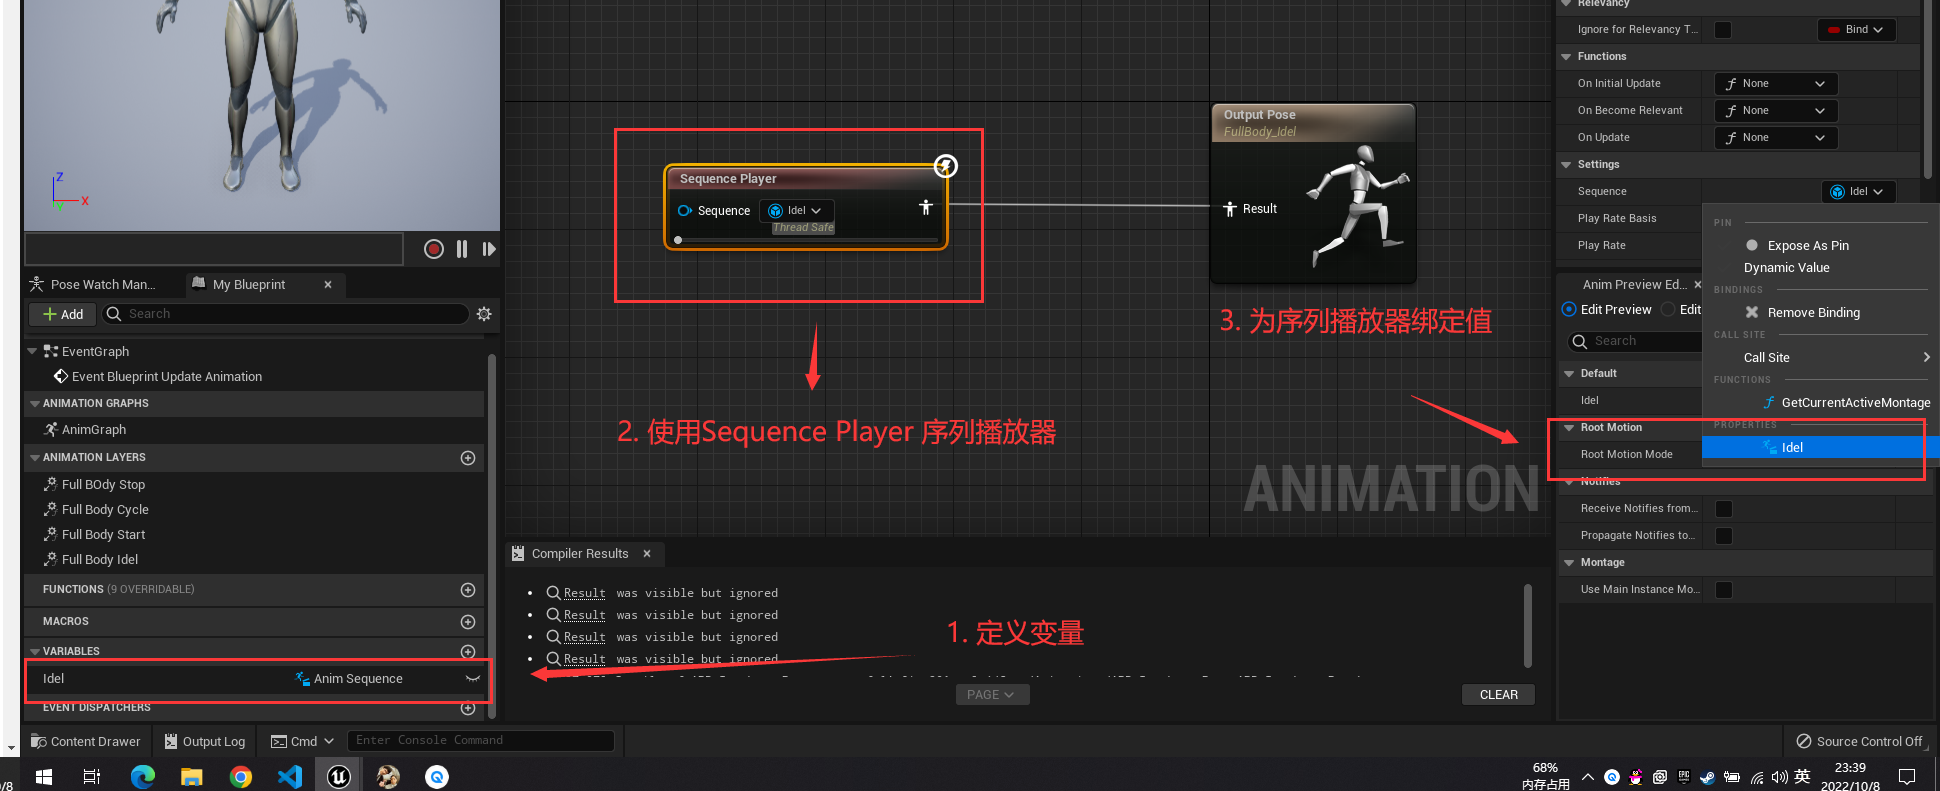 Z
X
Y
Pose Watch Man...
My Blueprint
Add
Search
EventGraph
Event Blueprint Update Animation
ANIMATION GRAPHS
AnimGraph
ANIMATION LAYERS
Full BOdy Stop
Full Body Cycle
Full Body Start
Full Body Idel
FUNCTIONS (9 OVERRIDABLE)
MACROS
VARIABLES
Idel Anim Sequence
EVENT DISPATCHERS
Sequence Player
Sequence Idel
Thread Safe
Output Pose
FullBody_Idel
Result
2. 使用Sequence Player 序列播放器
3. 为序列播放器绑定值
ANIMATION
Compiler Results
Result was visible but ignored
Result was visible but ignored
Result was visible but ignored
Result was visible but ignored
1. 定义变量
PAGE
CLEAR
Relevancy
Ignore for Relevancy T... Bind
Functions
On Initial Update None
On Become Relevant None
On Update None
Settings
Sequence Idel
Play Rate Basis
Play Rate
PIN
Expose As Pin
Dynamic Value
BINDINGS
Remove Binding
CALL SITE
Call Site
FUNCTIONS
GetCurrentActiveMontage
PROPERTIES
Idel
Anim Preview Ed...
Edit Preview Edit
Search
Default
Idel
Root Motion
Root Motion Mode
Notifies
Receive Notifies from...
Propagate Notifies to...
Montage
Use Main Instance Mo...
Content Drawer
Output Log
Cmd
Enter Console Command
Source Control Off
0/8
68%
内存占用
EPIC
英
23:39
2022/10/8